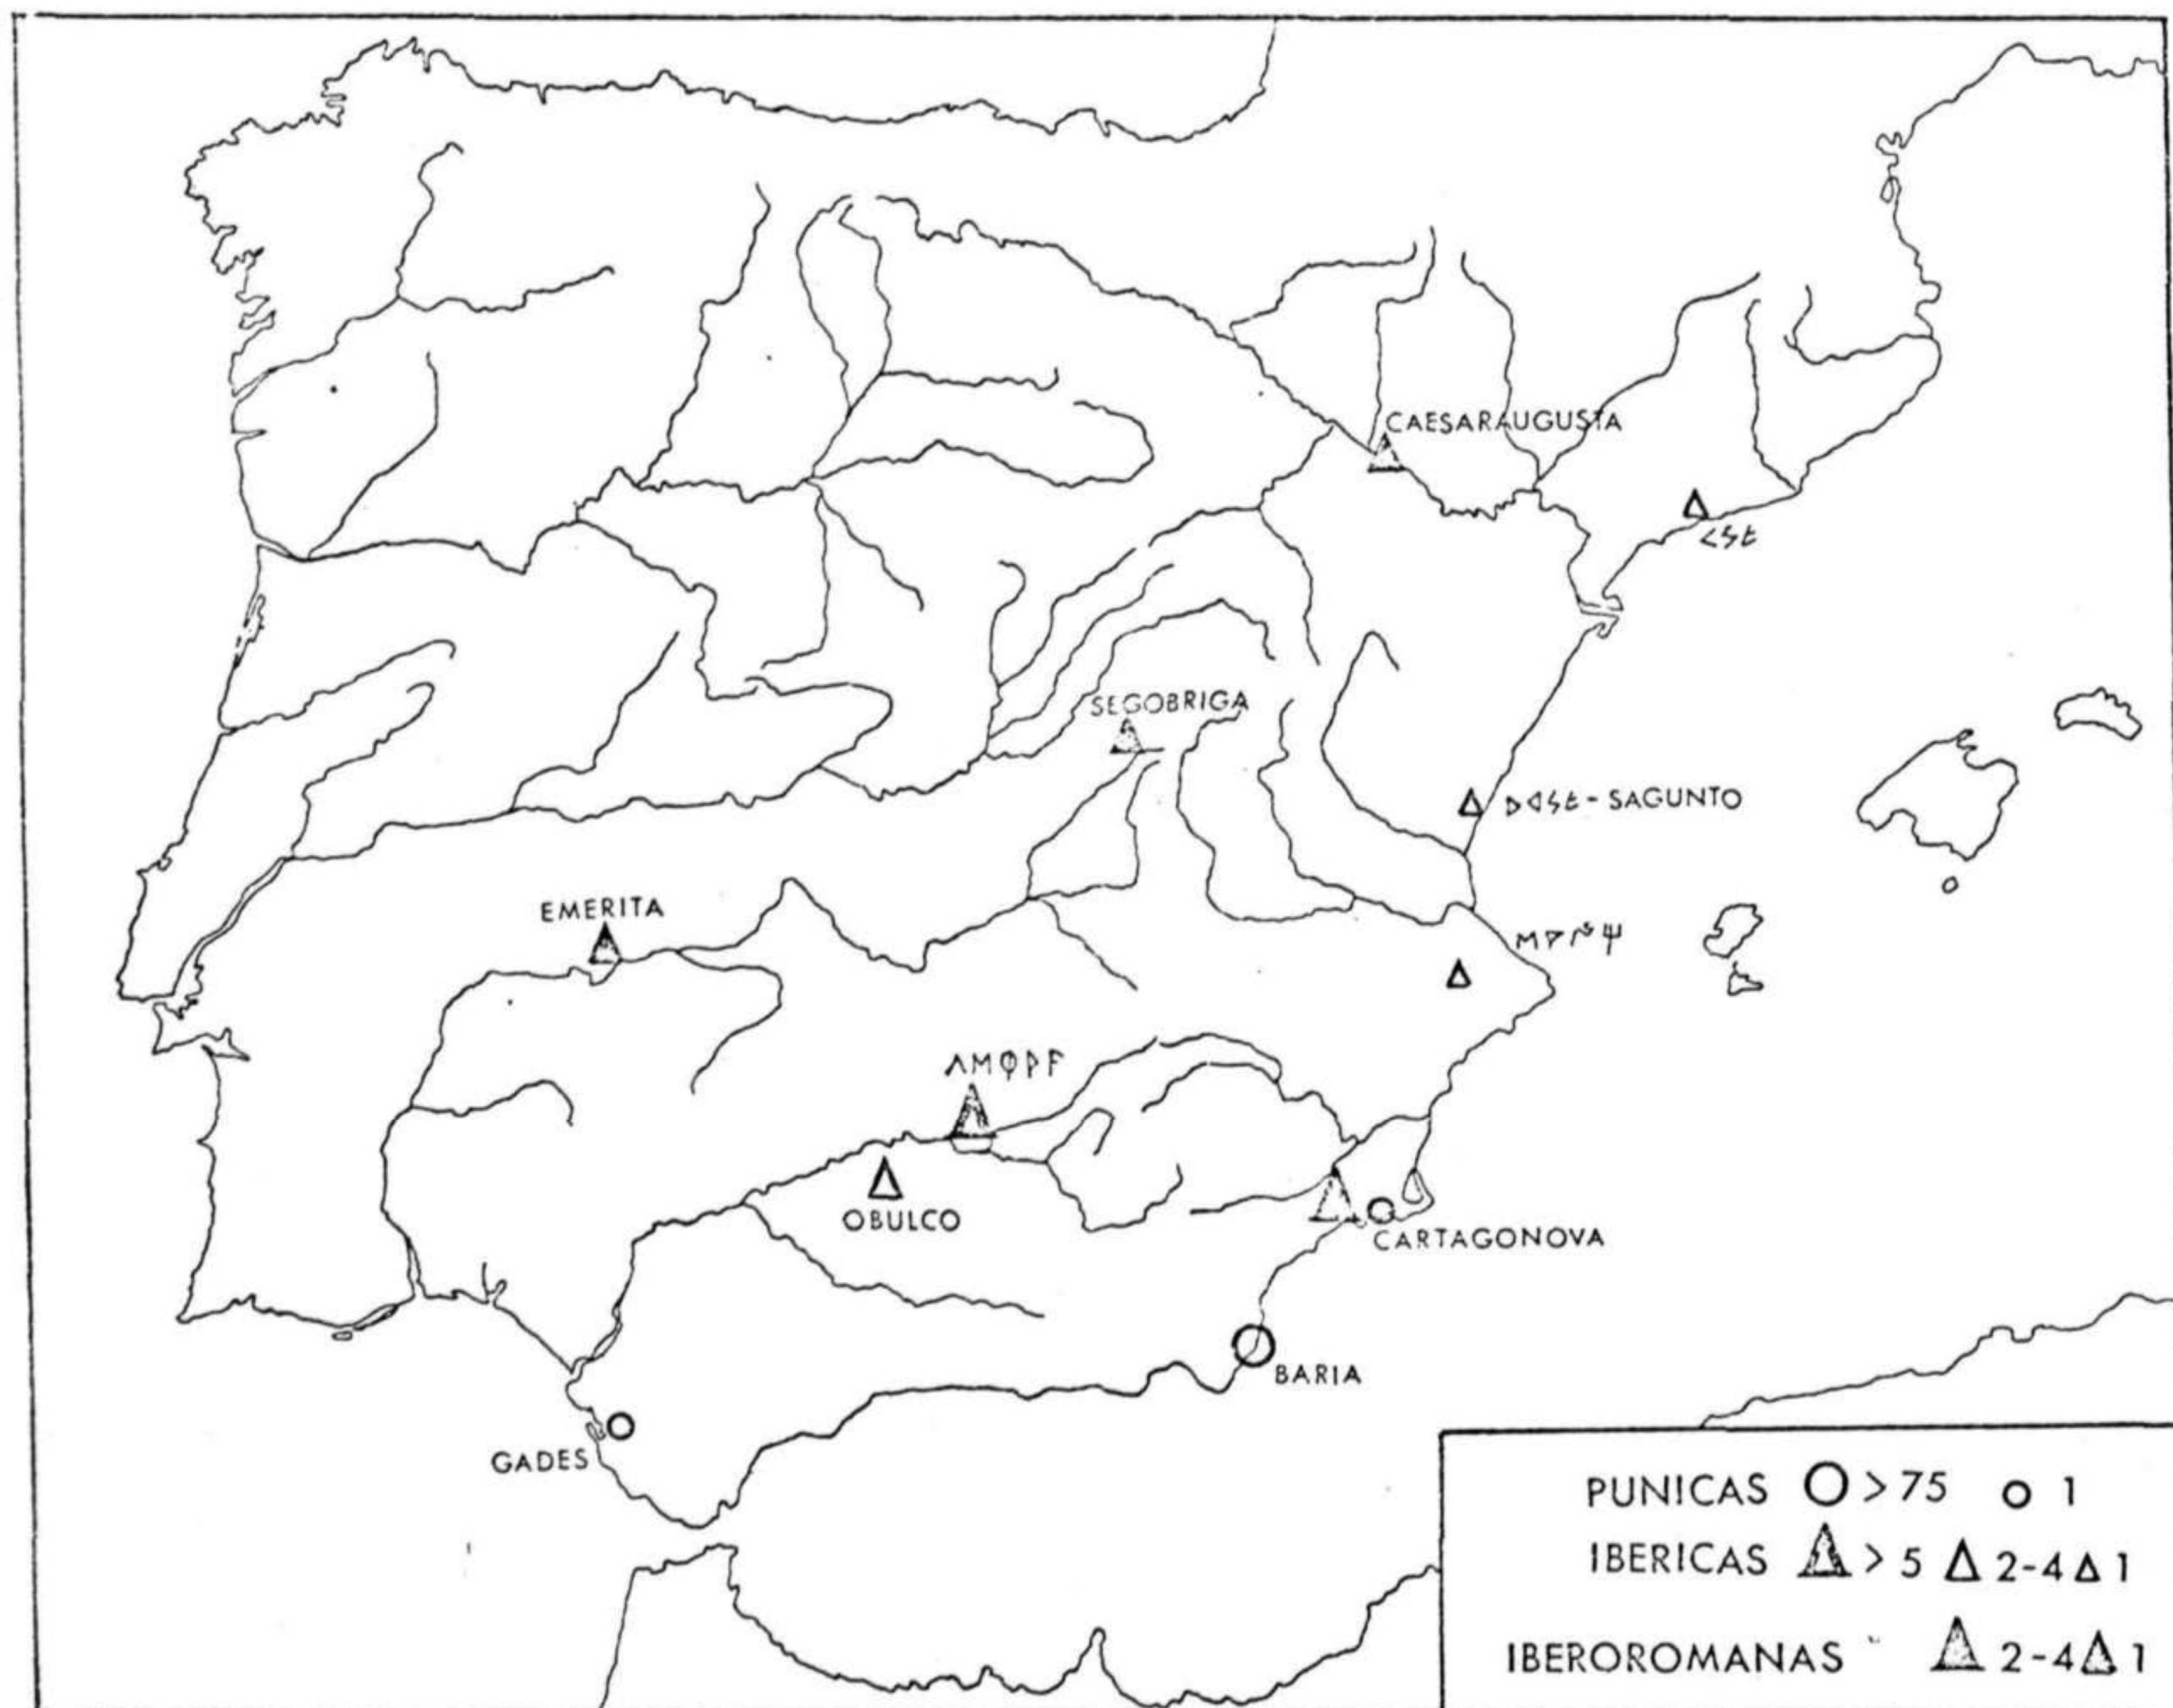 CAESARAUGUSTA
SEGOBRIGA
SAGUNTO
EMERITA
OBULCO
CARTAGONOVA
BARIA
GADES
PUNICAS > 75 1
IBERICAS > 5 2-4 1
IBEROROMANAS 2-4 1